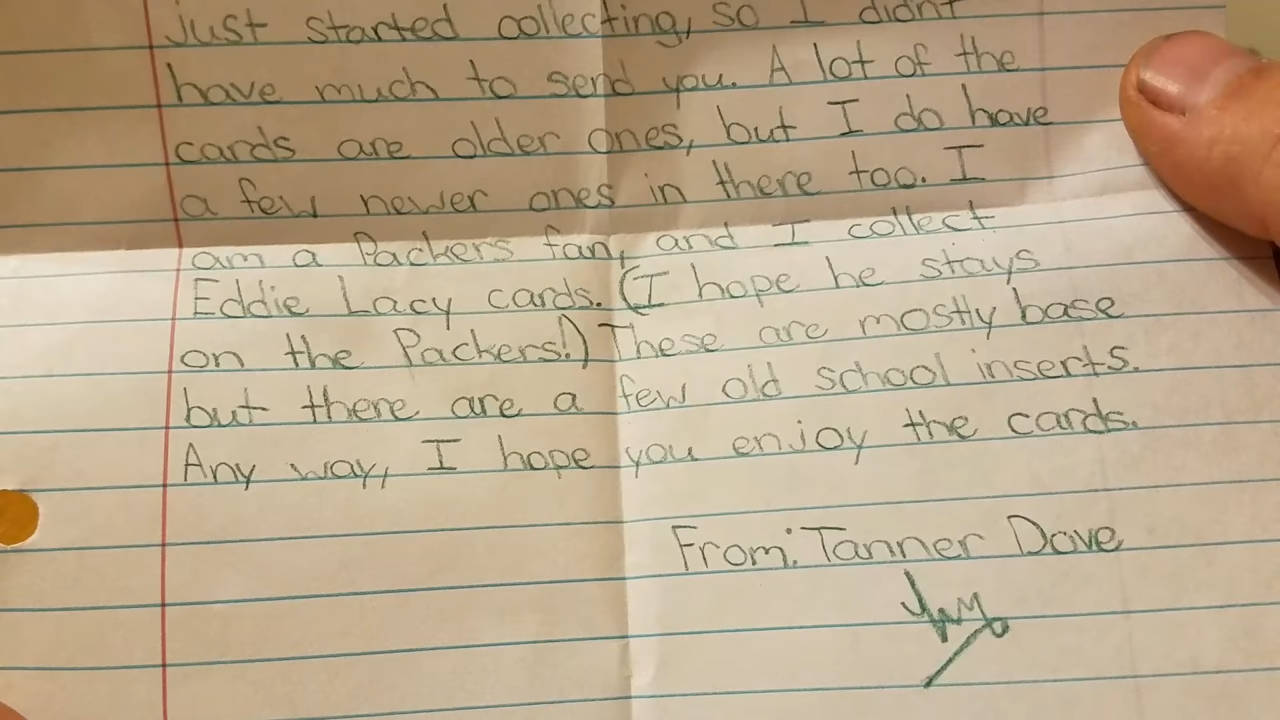 just started collecting, so I didn't
have much to send you. A lot of the
cards are older ones, but I do have
a few newer ones in there too. I
am a Packers fan, and I collect
Eddie Lacy cards. (I hope he stays
on the Packers!) These are mostly base
but there are a few old school inserts.
Any way, I hope you enjoy the cards.
From: Tanner Dove